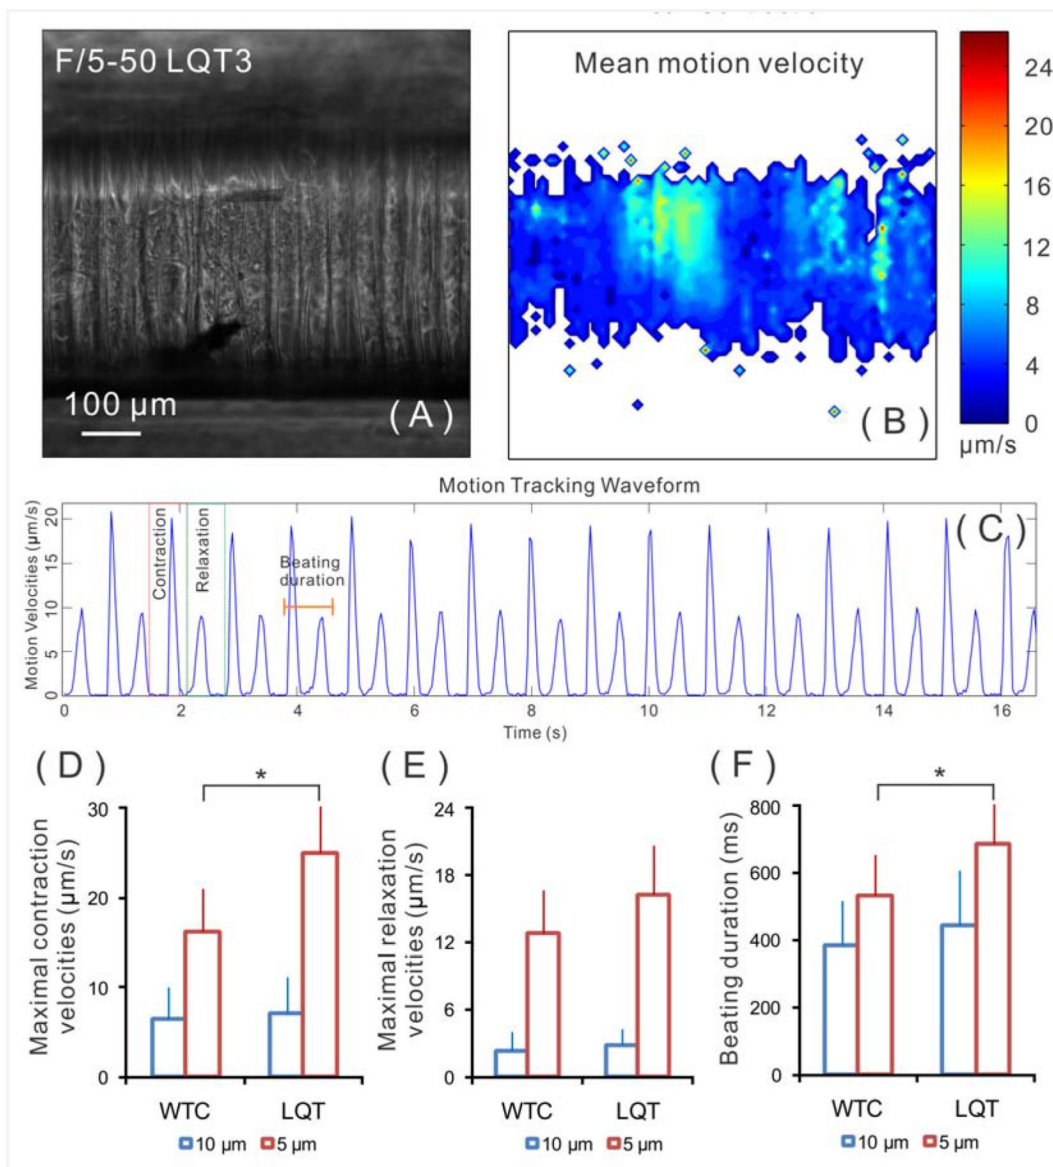 F/5-50 LQT3
100 µm
( A )
Mean motion velocity
( B )
24
20
16
12
8
4
0
µm/s
Motion Tracking Waveform
( C )
Motion Velocities (µm/s)
20
15
10
5
0
Contraction
Relaxation
Beating
duration
0
2
4
6
8
10
12
14
16
Time (s)
( D )
*
Maximal contraction
velocities (µm/s)
30
20
10
0
WTC
LQT
10 µm
5 µm
( E )
Maximal relaxation
velocities (µm/s)
24
18
12
6
0
WTC
LQT
10 µm
5 µm
( F )
*
Beating duration (ms)
800
600
400
200
0
WTC
LQT
10 µm
5 µm